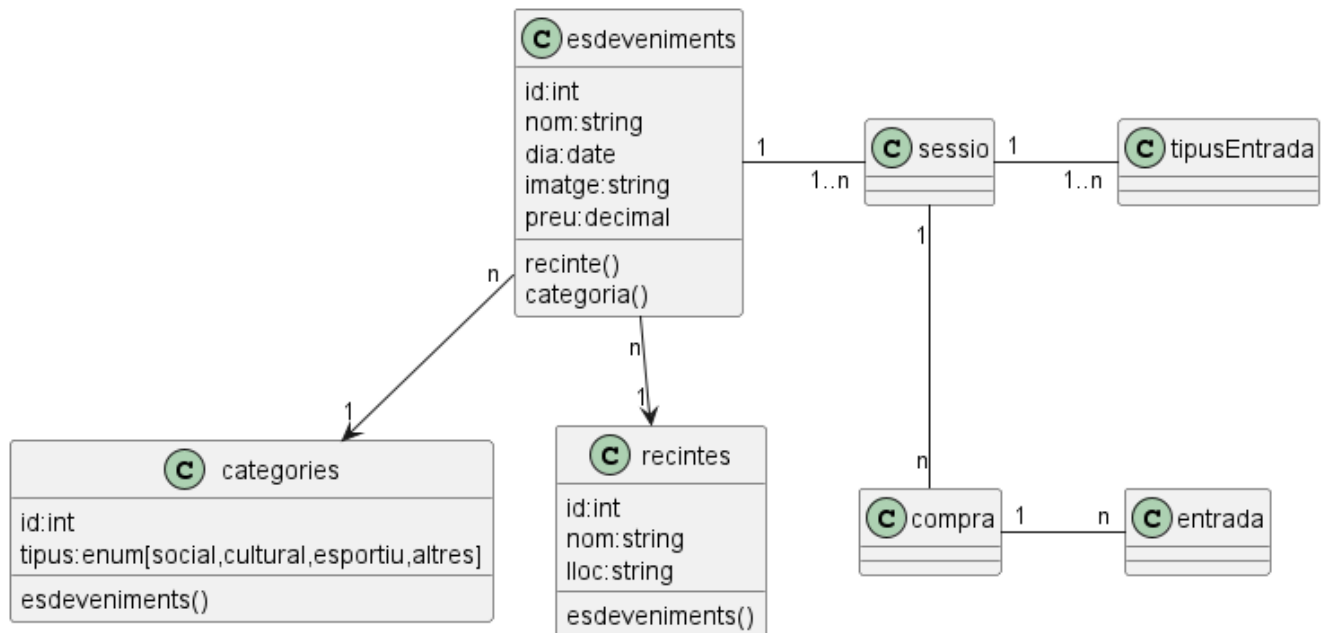 C esdeveniments
id:int
nom:string
dia:date
imatge:string
preu:decimal
recinte()
categoria()
1
1..n
C sessio
1
1..n
C tipusEntrada
n
1
n
1
1
n
C categories
id:int
tipus:enum[social,cultural,esportiu,altres]
esdeveniments()
C recintes
id:int
nom:string
lloc:string
esdeveniments()
C compra
1
n
C entrada